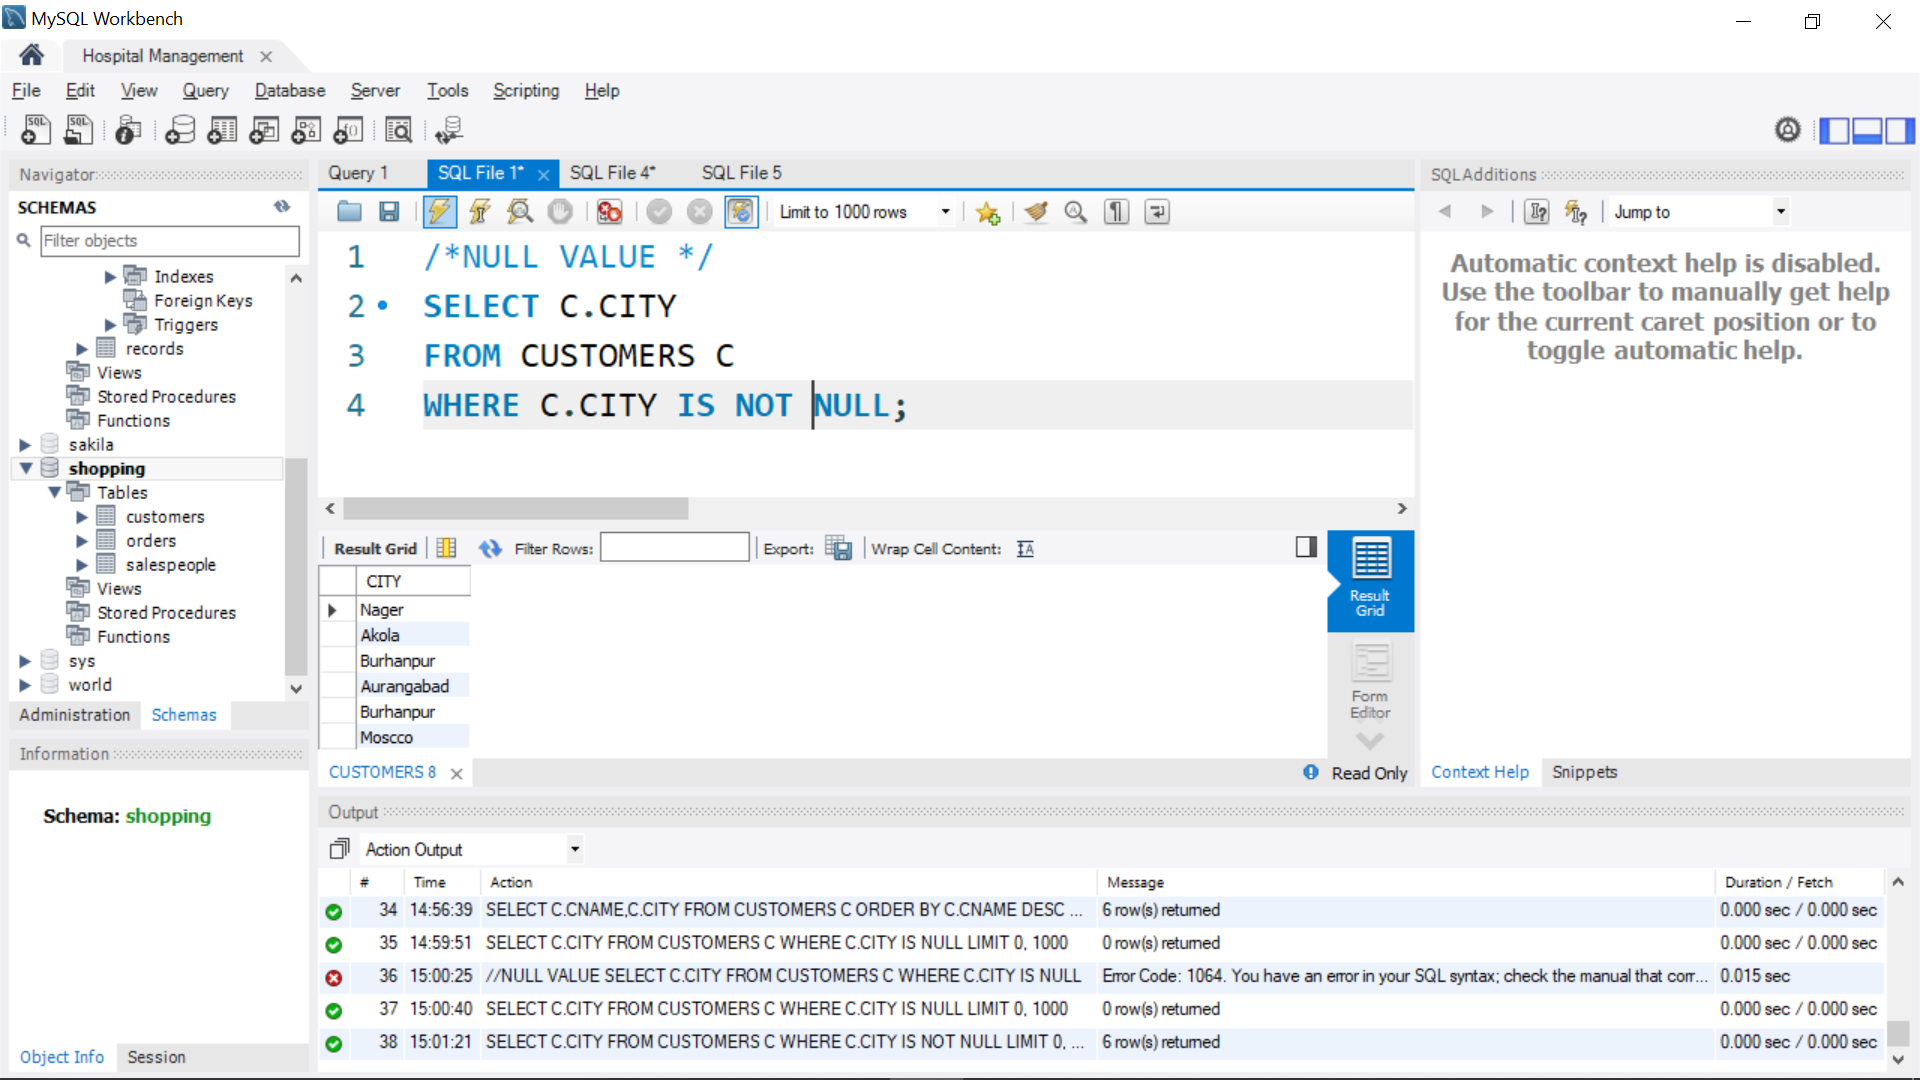 MySQL Workbench
Hospital Management
File Edit View Query Database Server Tools Scripting Help
Navigator
SCHEMAS
Filter objects
Indexes
Foreign Keys
Triggers
records
Views
Stored Procedures
Functions
sakila
shopping
Tables
customers
orders
salespeople
Views
Stored Procedures
Functions
sys
world
Administration Schemas
Information
Schema: shopping
Object Info Session
Query 1 SQL File 1* SQL File 4* SQL File 5
Limit to 1000 rows
1 /*NULL VALUE */
2 SELECT C.CITY
3 FROM CUSTOMERS C
4 WHERE C.CITY IS NOT NULL;
Result Grid Filter Rows: Export: Wrap Cell Content:
CITY
Nager
Akola
Burhanpur
Aurangabad
Burhanpur
Moscco
Result
Grid
Form
Editor
CUSTOMERS 8 Read Only
SQLAdditions
Jump to
Automatic context help is disabled.
Use the toolbar to manually get help
for the current caret position or to
toggle automatic help.
Context Help Snippets
Output
Action Output
# Time Action Message Duration / Fetch
34 14:56:39 SELECT C.CNAME,C.CITY FROM CUSTOMERS C ORDER BY C.CNAME DESC ... 6 row(s) returned 0.000 sec / 0.000 sec
35 14:59:51 SELECT C.CITY FROM CUSTOMERS C WHERE C.CITY IS NULL LIMIT 0, 1000 0 row(s) returned 0.000 sec / 0.000 sec
36 15:00:25 //NULL VALUE SELECT C.CITY FROM CUSTOMERS C WHERE C.CITY IS NULL Error Code: 1064. You have an error in your SQL syntax; check the manual that corr... 0.015 sec
37 15:00:40 SELECT C.CITY FROM CUSTOMERS C WHERE C.CITY IS NULL LIMIT 0, 1000 0 row(s) returned 0.000 sec / 0.000 sec
38 15:01:21 SELECT C.CITY FROM CUSTOMERS C WHERE C.CITY IS NOT NULL LIMIT 0, ... 6 row(s) returned 0.000 sec / 0.000 sec